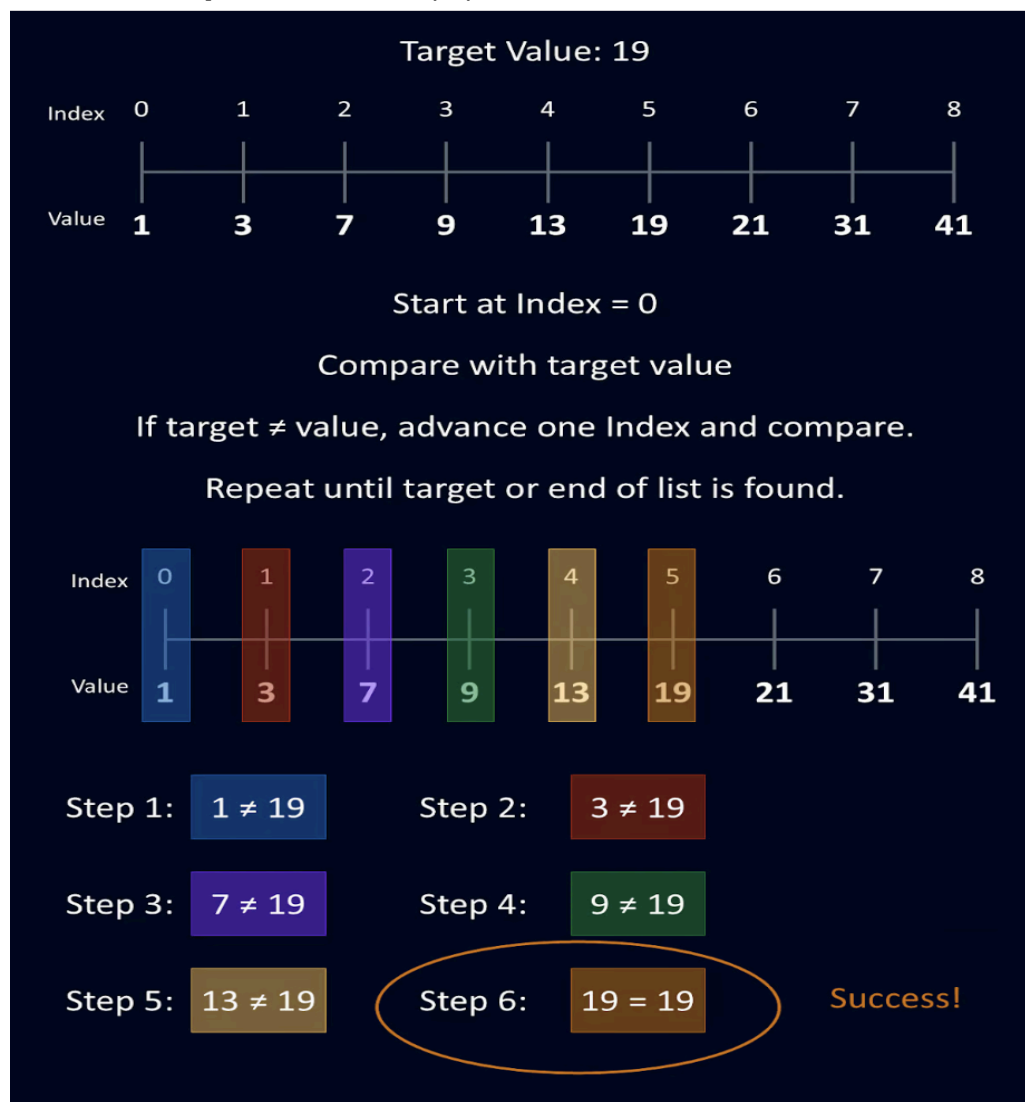 Target Value: 19
Index 0 1 2 3 4 5 6 7 8
Value 1 3 7 9 13 19 21 31 41
Start at Index = 0
Compare with target value
If target ≠ value, advance one Index and compare.
Repeat until target or end of list is found.
Index 0 1 2 3 4 5 6 7 8
Value 1 3 7 9 13 19 21 31 41
Step 1: 1 ≠ 19 Step 2: 3 ≠ 19
Step 3: 7 ≠ 19 Step 4: 9 ≠ 19
Step 5: 13 ≠ 19 Step 6: 19 = 19 Success!